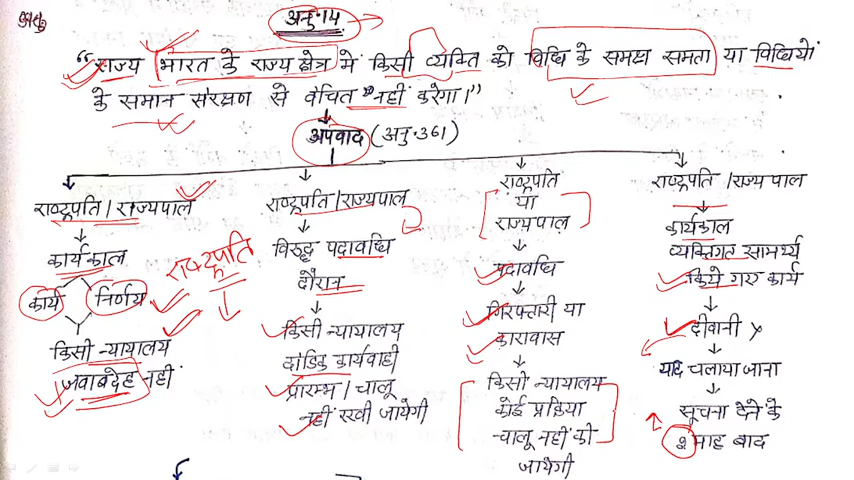 अनु॰14
"राज्य भारत के राज्य क्षेत्र में किसी व्यक्ति को विधि के समक्ष समता या विधियों
के समान संरक्षण से वंचित "नहीं करेगा।"
अपवाद (अनु॰361)
राष्ट्रपति/राज्यपाल
कार्यकाल
कार्य निर्णय
किसी न्यायालय
जवाबदेह नहीं
राष्ट्रपति
राष्ट्रपति/राज्यपाल
विरुद्ध पदावधि
दौरान
किसी न्यायालय
दांडिक कार्यवाही
प्रारम्भ/चालू
नहीं रखी जायेगी
राष्ट्रपति
या
राज्यपाल
पदावधि
गिरफ्तारी या
कारावास
किसी न्यायालय
कोई प्रक्रिया
चालू नहीं की
जायेगी
राष्ट्रपति/राज्यपाल
कार्यकाल
व्यक्तिगत सामर्थ्य
किये गए कार्य
दीवानी
चलाया जाना
सूचना देने के
2 माह बाद